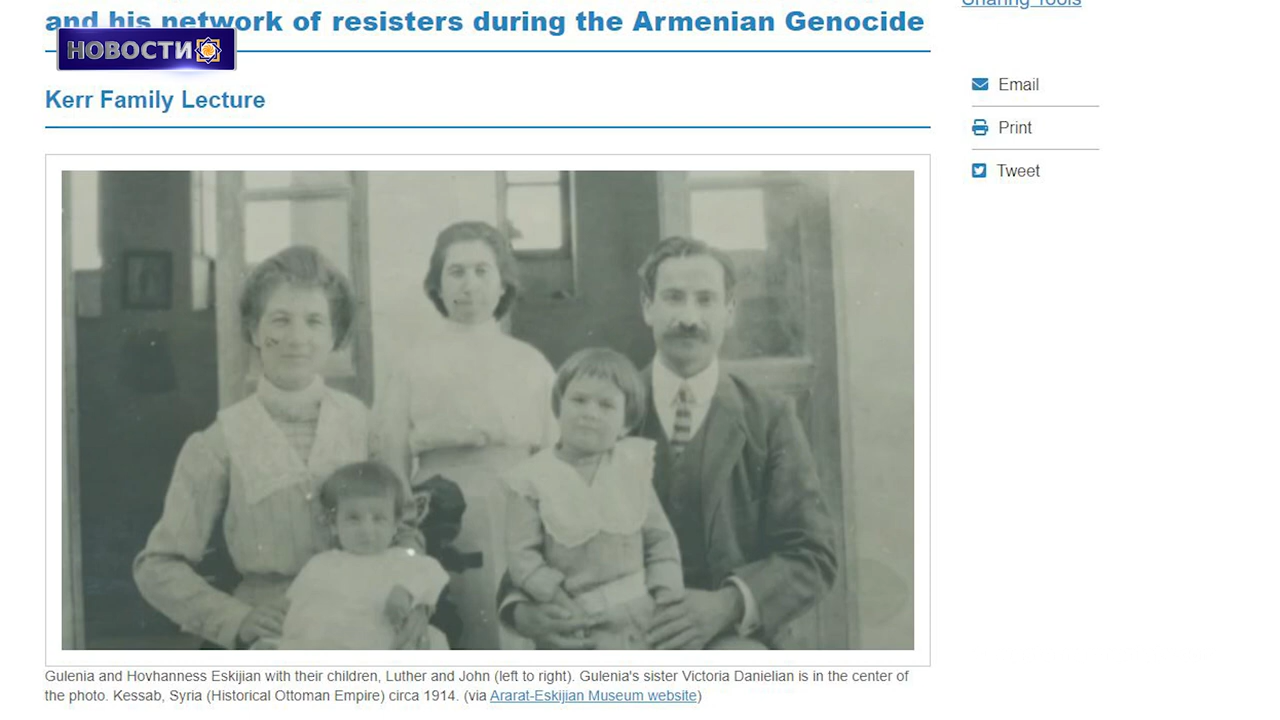 Sharing Tools
and his network of resisters during the Armenian Genocide
НОВОСТИ
Kerr Family Lecture
Email
Print
Tweet
Gulenia and Hovhanness Eskijian with their children, Luther and John (left to right). Gulenia's sister Victoria Danielian is in the center of
the photo. Kessab, Syria (Historical Ottoman Empire) circa 1914. (via Ararat-Eskijian Museum website)